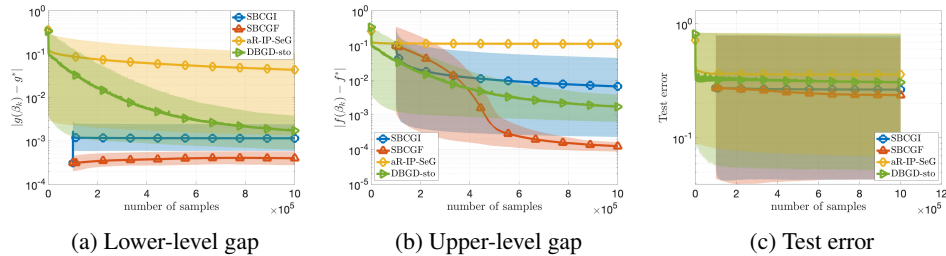 SBCGI
SBCGF
aR-IP-SeG
DBGD-sto
10^0
10^-1
10^-2
10^-3
10^-4
|g(β_k) − g*|
0 2 4 6 8 10
number of samples
×10^5
(a) Lower-level gap
10^0
10^-1
10^-2
10^-3
10^-4
10^-5
|f(β_k) − f*|
SBCGI
SBCGF
aR-IP-SeG
DBGD-sto
0 2 4 6 8 10
number of samples
×10^5
(b) Upper-level gap
10^0
10^-1
Test error
SBCGI
SBCGF
aR-IP-SeG
DBGD-sto
0 2 4 6 8 10 12
number of samples
×10^5
(c) Test error